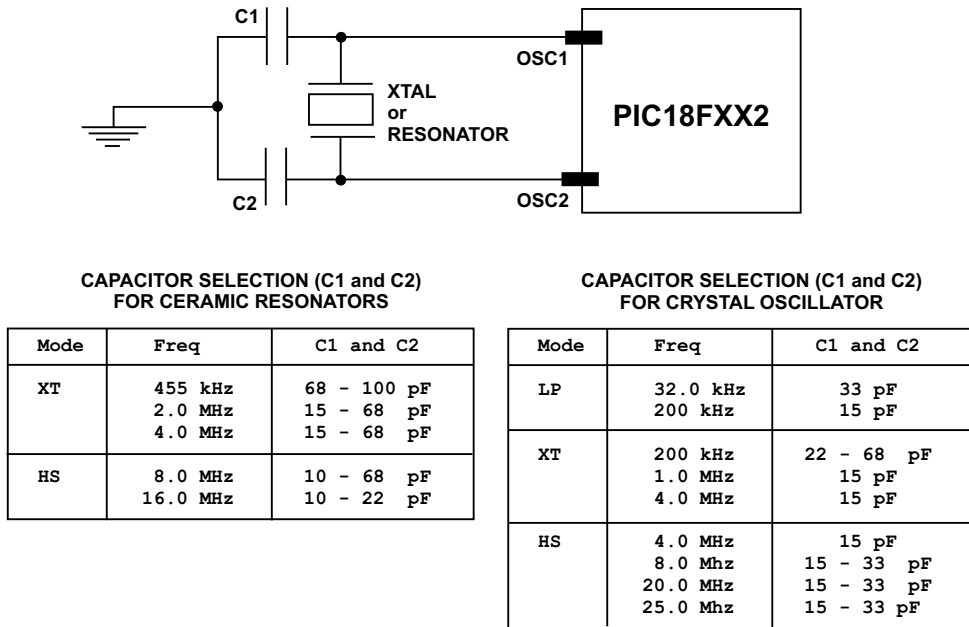 C1
OSC1
XTAL
or
RESONATOR
PIC18FXX2
C2
OSC2
CAPACITOR SELECTION (C1 and C2)
FOR CERAMIC RESONATORS
Mode Freq C1 and C2
XT 455 kHz 68 - 100 pF
2.0 MHz 15 - 68 pF
4.0 MHz 15 - 68 pF
HS 8.0 MHz 10 - 68 pF
16.0 MHz 10 - 22 pF
CAPACITOR SELECTION (C1 and C2)
FOR CRYSTAL OSCILLATOR
Mode Freq C1 and C2
LP 32.0 kHz 33 pF
200 kHz 15 pF
XT 200 kHz 22 - 68 pF
1.0 MHz 15 pF
4.0 MHz 15 pF
HS 4.0 MHz 15 pF
8.0 Mhz 15 - 33 pF
20.0 MHz 15 - 33 pF
25.0 Mhz 15 - 33 pF